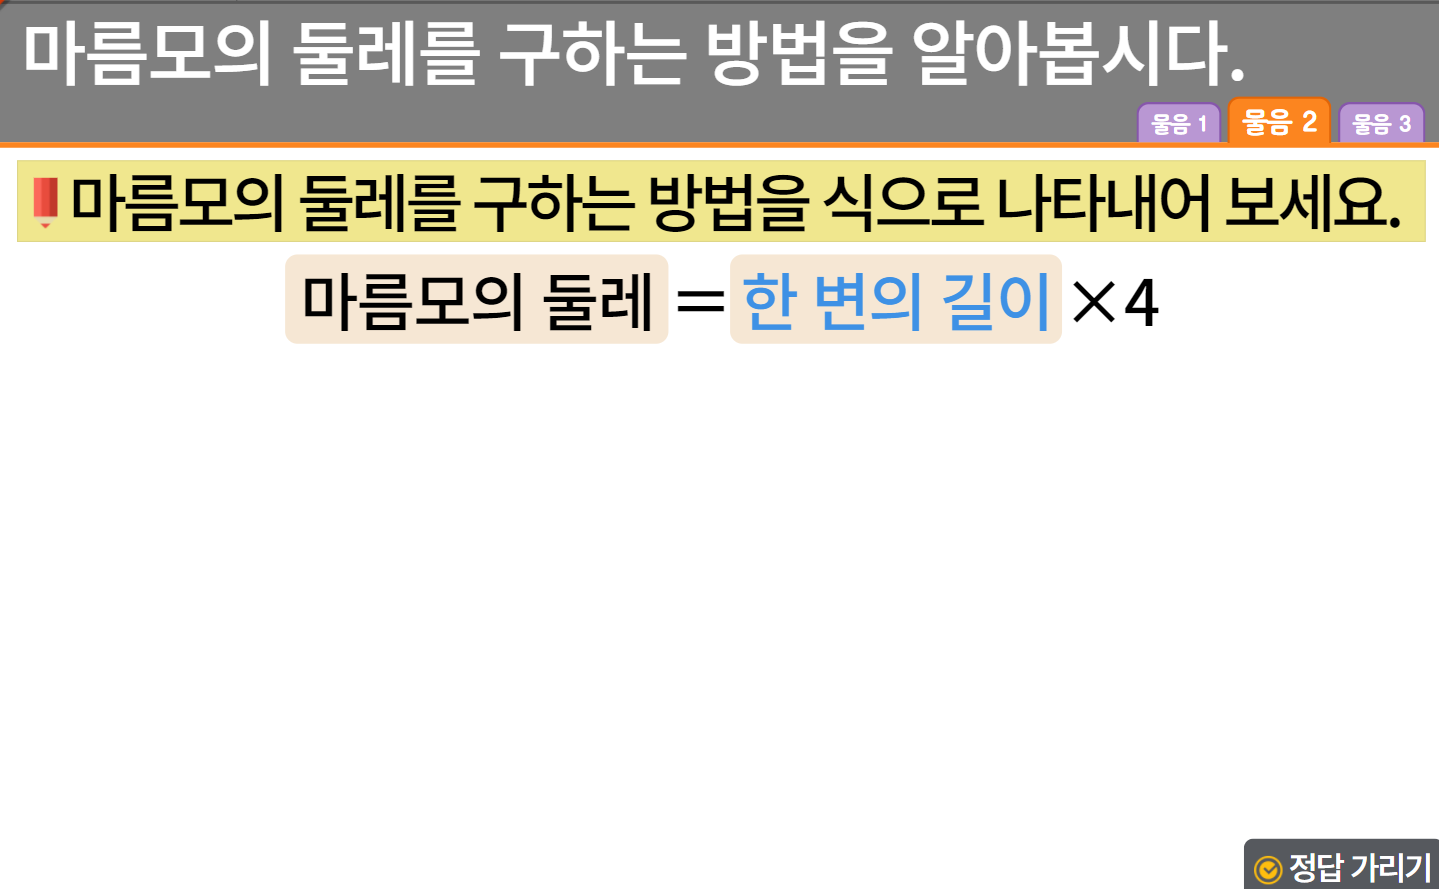 마름모의 둘레를 구하는 방법을 알아봅시다.
물음 1 물음 2 물음 3
마름모의 둘레를 구하는 방법을 식으로 나타내어 보세요.
마름모의 둘레 = 한 변의 길이 ×4
정답 가리기